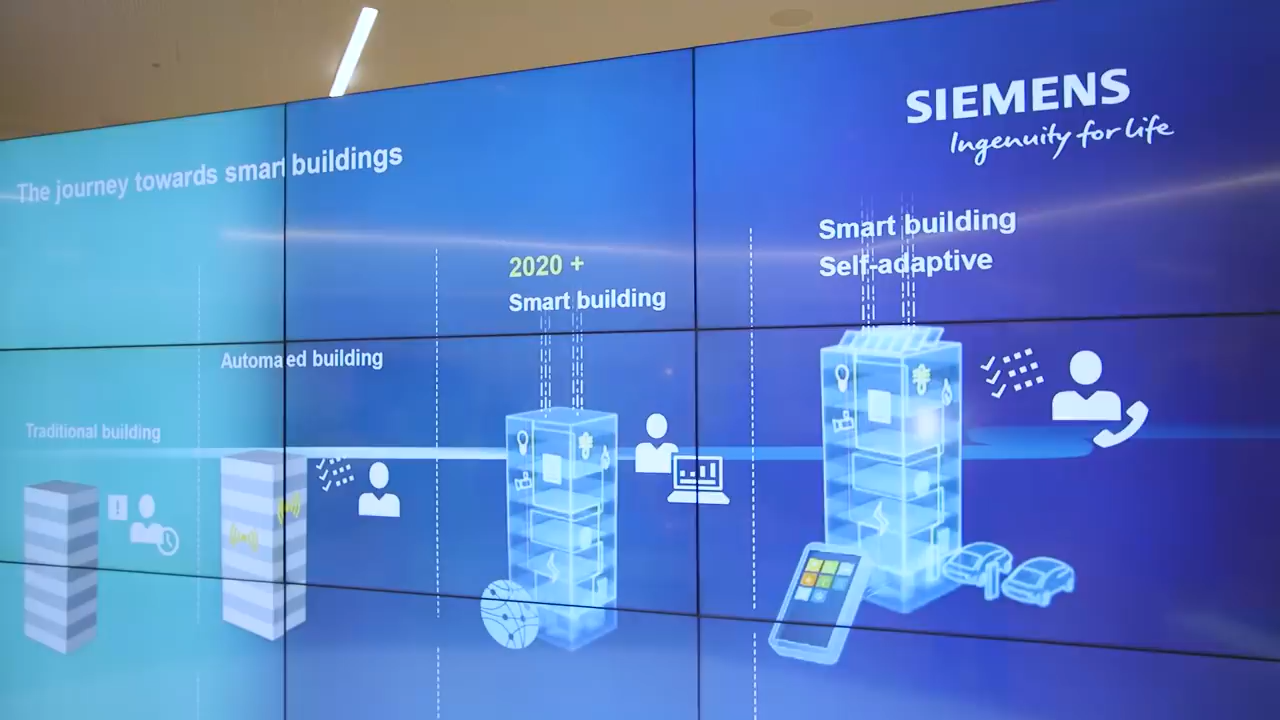 SIEMENS
Ingenuity for life
The journey towards smart buildings
Smart building
Self-adaptive
2020 +
Smart building
Automated building
Traditional building